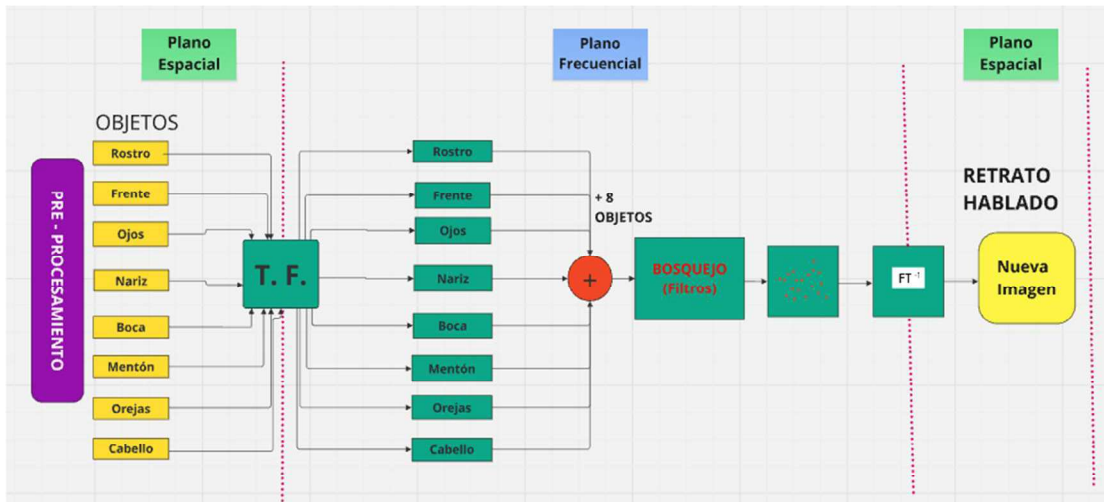 Plano
Espacial
Plano
Frecuencial
Plano
Espacial
OBJETOS
PRE - PROCESAMIENTO
Rostro
Frente
Ojos
Nariz
Boca
Mentón
Orejas
Cabello
T. F.
Rostro
Frente
Ojos
Nariz
Boca
Mentón
Orejas
Cabello
+ 8
OBJETOS
+
BOSQUEJO
(Filtros)
FT -1
RETRATO
HABLADO
Nueva
Imagen